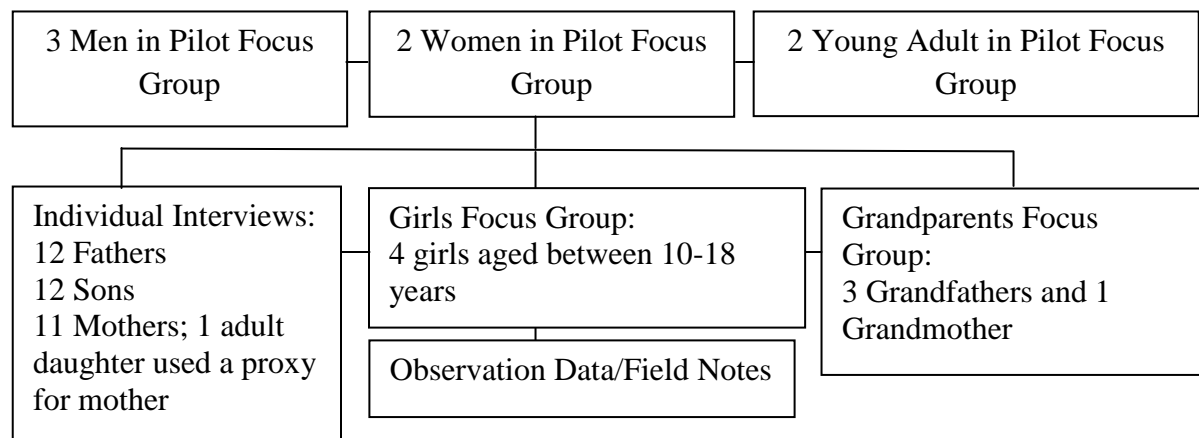 3 Men in Pilot Focus
Group
2 Women in Pilot Focus
Group
2 Young Adult in Pilot Focus
Group
Individual Interviews:
12 Fathers
12 Sons
11 Mothers; 1 adult
daughter used a proxy
for mother
Girls Focus Group:
4 girls aged between 10-18
years
Observation Data/Field Notes
Grandparents Focus
Group:
3 Grandfathers and 1
Grandmother